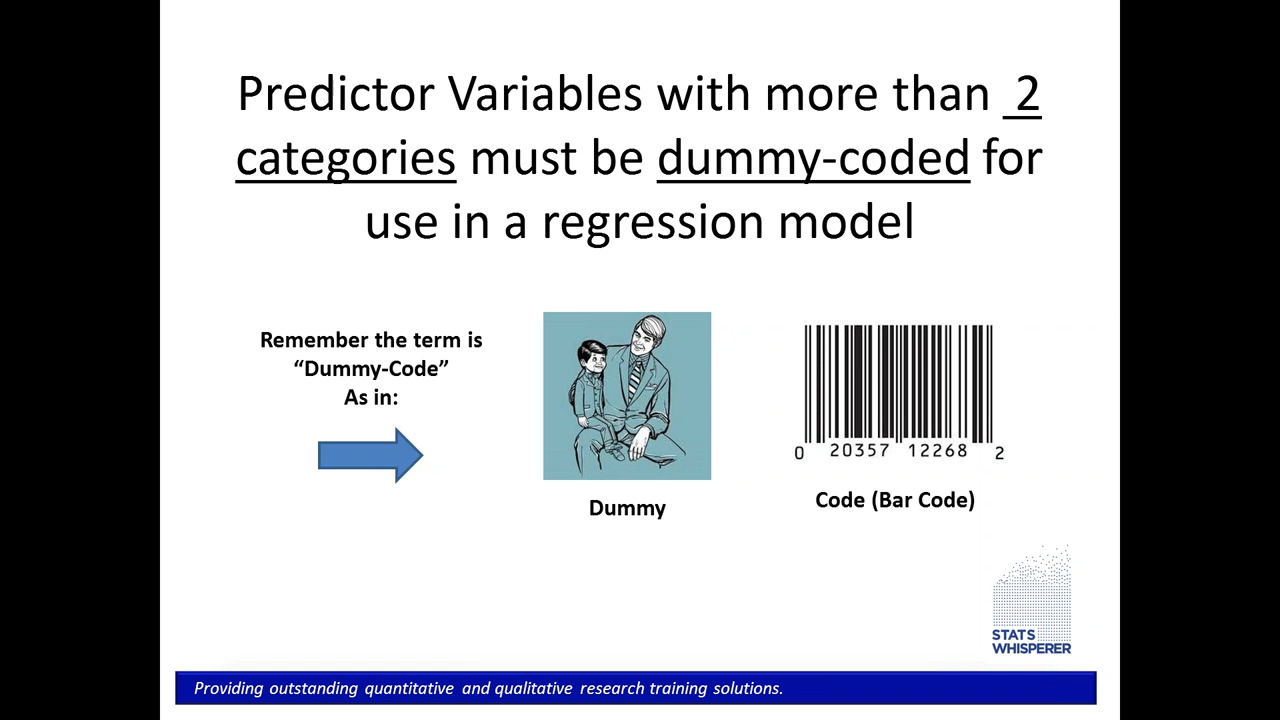 Predictor Variables with more than 2
categories must be dummy-coded for
use in a regression model
Remember the term is
“Dummy-Code”
As in:
Dummy
0 20357 12268 2
Code (Bar Code)
STATS
WHISPERER
Providing outstanding quantitative and qualitative research training solutions.